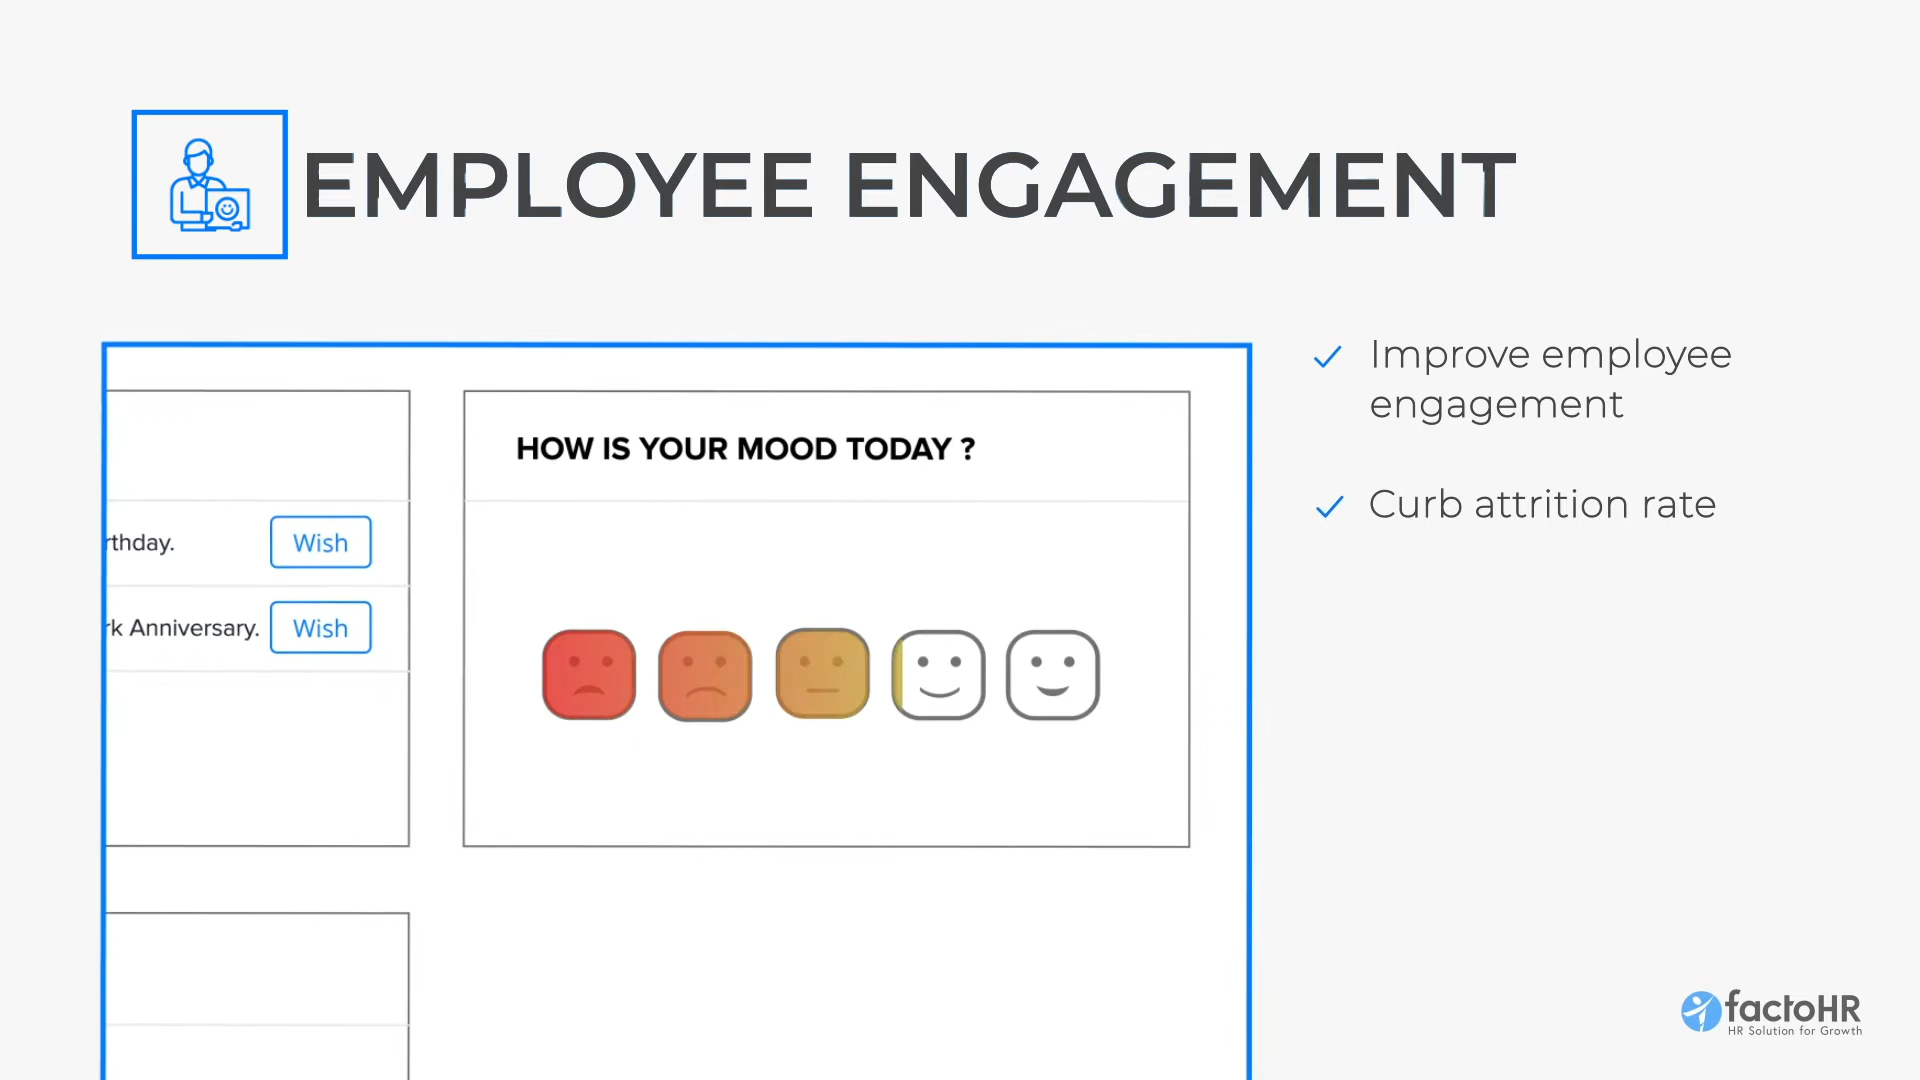 EMPLOYEE ENGAGEMENT
HOW IS YOUR MOOD TODAY ?
rthday.
Wish
rk Anniversary.
Wish
Improve employee
engagement
Curb attrition rate
factoHR
HR Solution for Growth